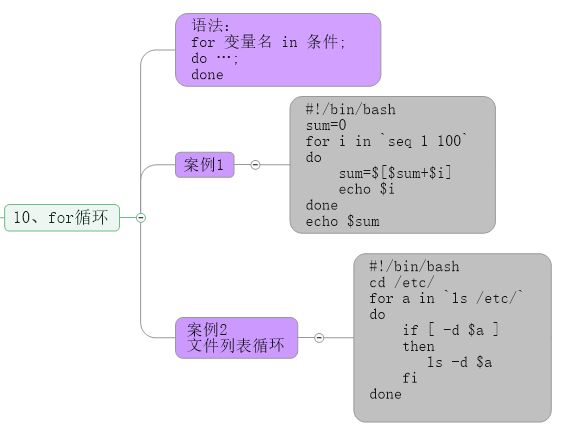 10、for循环
语法：
for 变量名 in 条件;
do …;
done
案例1
#!/bin/bash
sum=0
for i in `seq 1 100`
do
    sum=$[$sum+$i]
    echo $i
done
echo $sum
案例2
文件列表循环
#!/bin/bash
cd /etc/
for a in `ls /etc/`
do
    if [ -d $a ]
    then
       ls -d $a
    fi
done